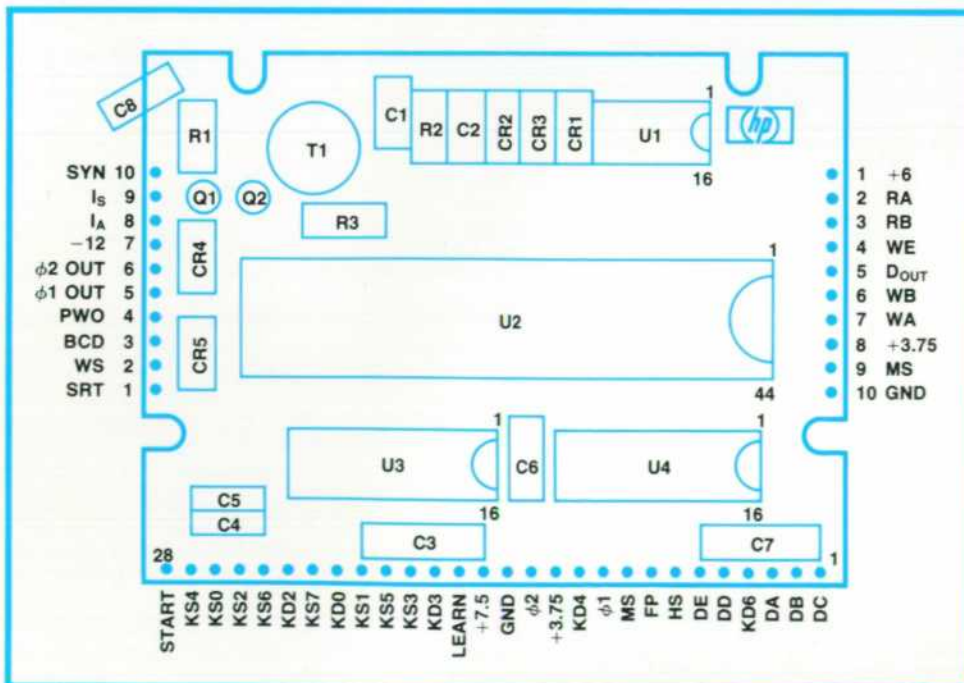 C8
R1
T1
C1
R2
C2
CR2
CR3
CR1
U1
1
16
hp
SYN 10
I_S 9
I_A 8
−12 7
ϕ2 OUT 6
ϕ1 OUT 5
PWO 4
BCD 3
WS 2
SRT 1
Q1
Q2
R3
CR4
CR5
U2
1
44
1 +6
2 RA
3 RB
4 WE
5 D_OUT
6 WB
7 WA
8 +3.75
9 MS
10 GND
U3
1
16
C6
U4
1
16
C5
C4
C3
C7
28
1
START
KS4
KS0
KS2
KS6
KD2
KS7
KD0
KS1
KS5
KS3
KD3
LEARN
+7.5
GND
ϕ2
+3.75
KD4
ϕ1
MS
FP
HS
DE
DD
KD6
DA
DB
DC